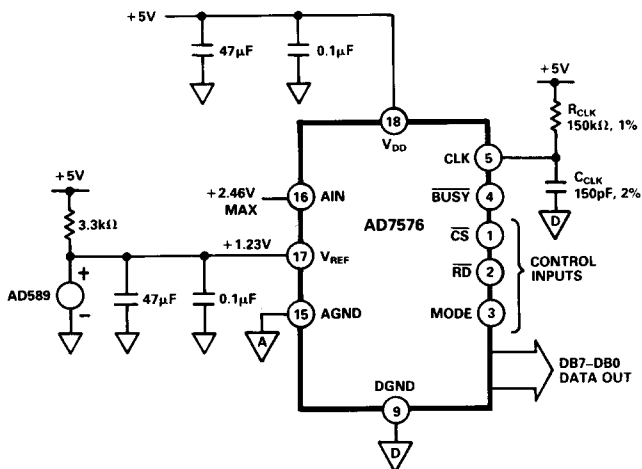 +5V
47µF
0.1µF
18
VDD
+5V
RCLK
150kΩ, 1%
CLK
5
CCLK
150pF, 2%
D
BUSY
4
+5V
3.3kΩ
+2.46V
MAX
16
AIN
AD7576
CS
1
RD
2
MODE
3
CONTROL
INPUTS
+1.23V
17
VREF
+
AD589
–
47µF
0.1µF
15
AGND
A
DB7–DB0
DATA OUT
DGND
9
D